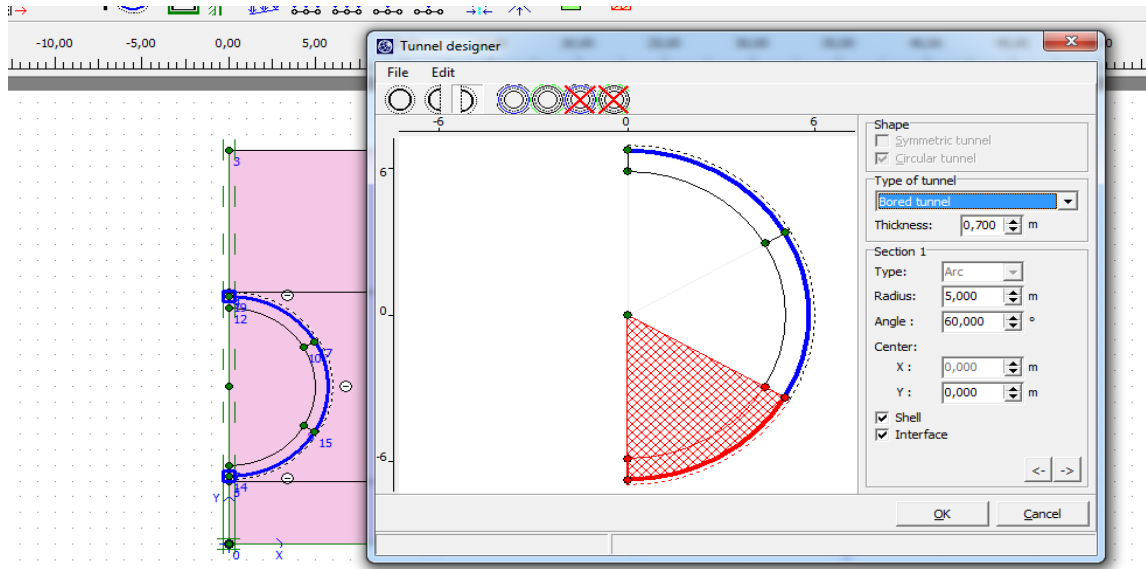 -10,00 -5,00 0,00 5,00
Tunnel designer
File Edit
-6 0 6
6
0
-6
Shape
Symmetric tunnel
Circular tunnel
Type of tunnel
Bored tunnel
Thickness: 0,700 m
Section 1
Type: Arc
Radius: 5,000 m
Angle : 60,000 °
Center:
X : 0,000 m
Y : 0,000 m
Shell
Interface
<- ->
OK Cancel
3
12
15
14
Y
0 X